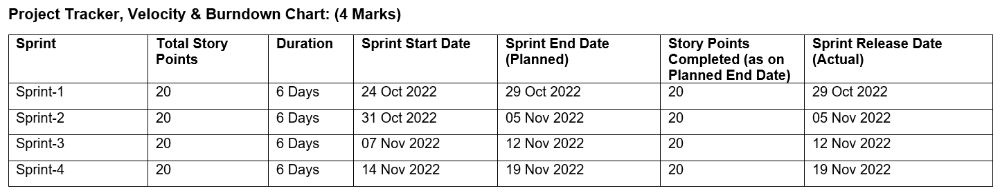 Project Tracker, Velocity & Burndown Chart: (4 Marks)
Sprint Total Story Points Duration Sprint Start Date Sprint End Date (Planned) Story Points Completed (as on Planned End Date) Sprint Release Date (Actual)
Sprint-1 20 6 Days 24 Oct 2022 29 Oct 2022 20 29 Oct 2022
Sprint-2 20 6 Days 31 Oct 2022 05 Nov 2022 20 05 Nov 2022
Sprint-3 20 6 Days 07 Nov 2022 12 Nov 2022 20 12 Nov 2022
Sprint-4 20 6 Days 14 Nov 2022 19 Nov 2022 20 19 Nov 2022